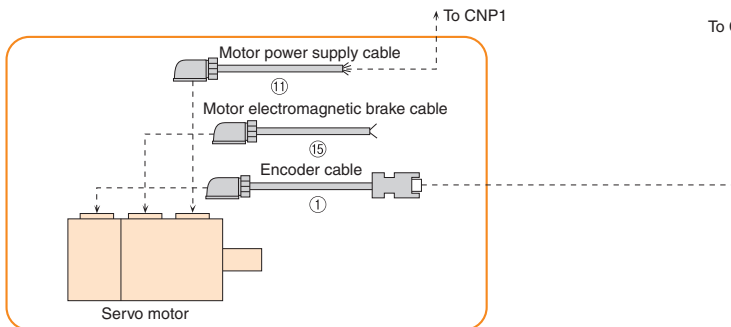 To CNP1
To
Motor power supply cable
⑪
Motor electromagnetic brake cable
⑮
Encoder cable
①
Servo motor